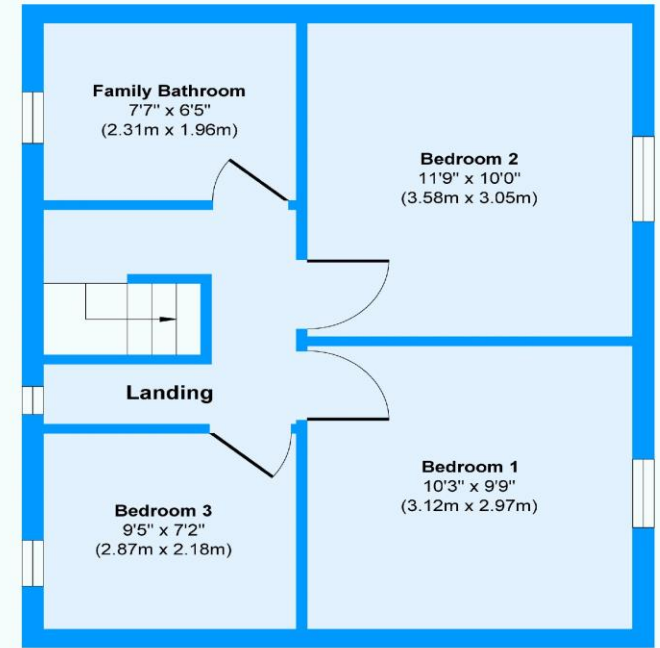 Family Bathroom
7'7" x 6'5"
(2.31m x 1.96m)
Bedroom 2
11'9" x 10'0"
(3.58m x 3.05m)
Landing
Bedroom 1
10'3" x 9'9"
(3.12m x 2.97m)
Bedroom 3
9'5" x 7'2"
(2.87m x 2.18m)